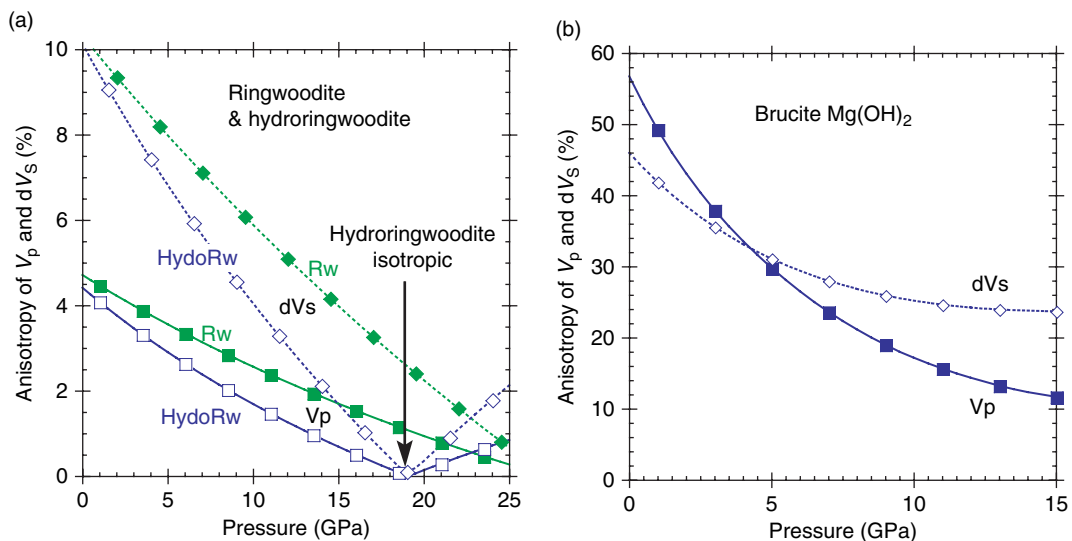 (a)
Anisotropy of Vp and dVS (%)
10
8
6
4
2
0
Ringwoodite
& hydroringwoodite
Hydroringwoodite
isotropic
HydoRw
Rw
dVs
Rw
HydoRw
Vp
0 5 10 15 20 25
Pressure (GPa)
(b)
Anisotropy of Vp and dVS (%)
60
50
40
30
20
10
0
Brucite Mg(OH)2
dVs
Vp
0 5 10 15
Pressure (GPa)